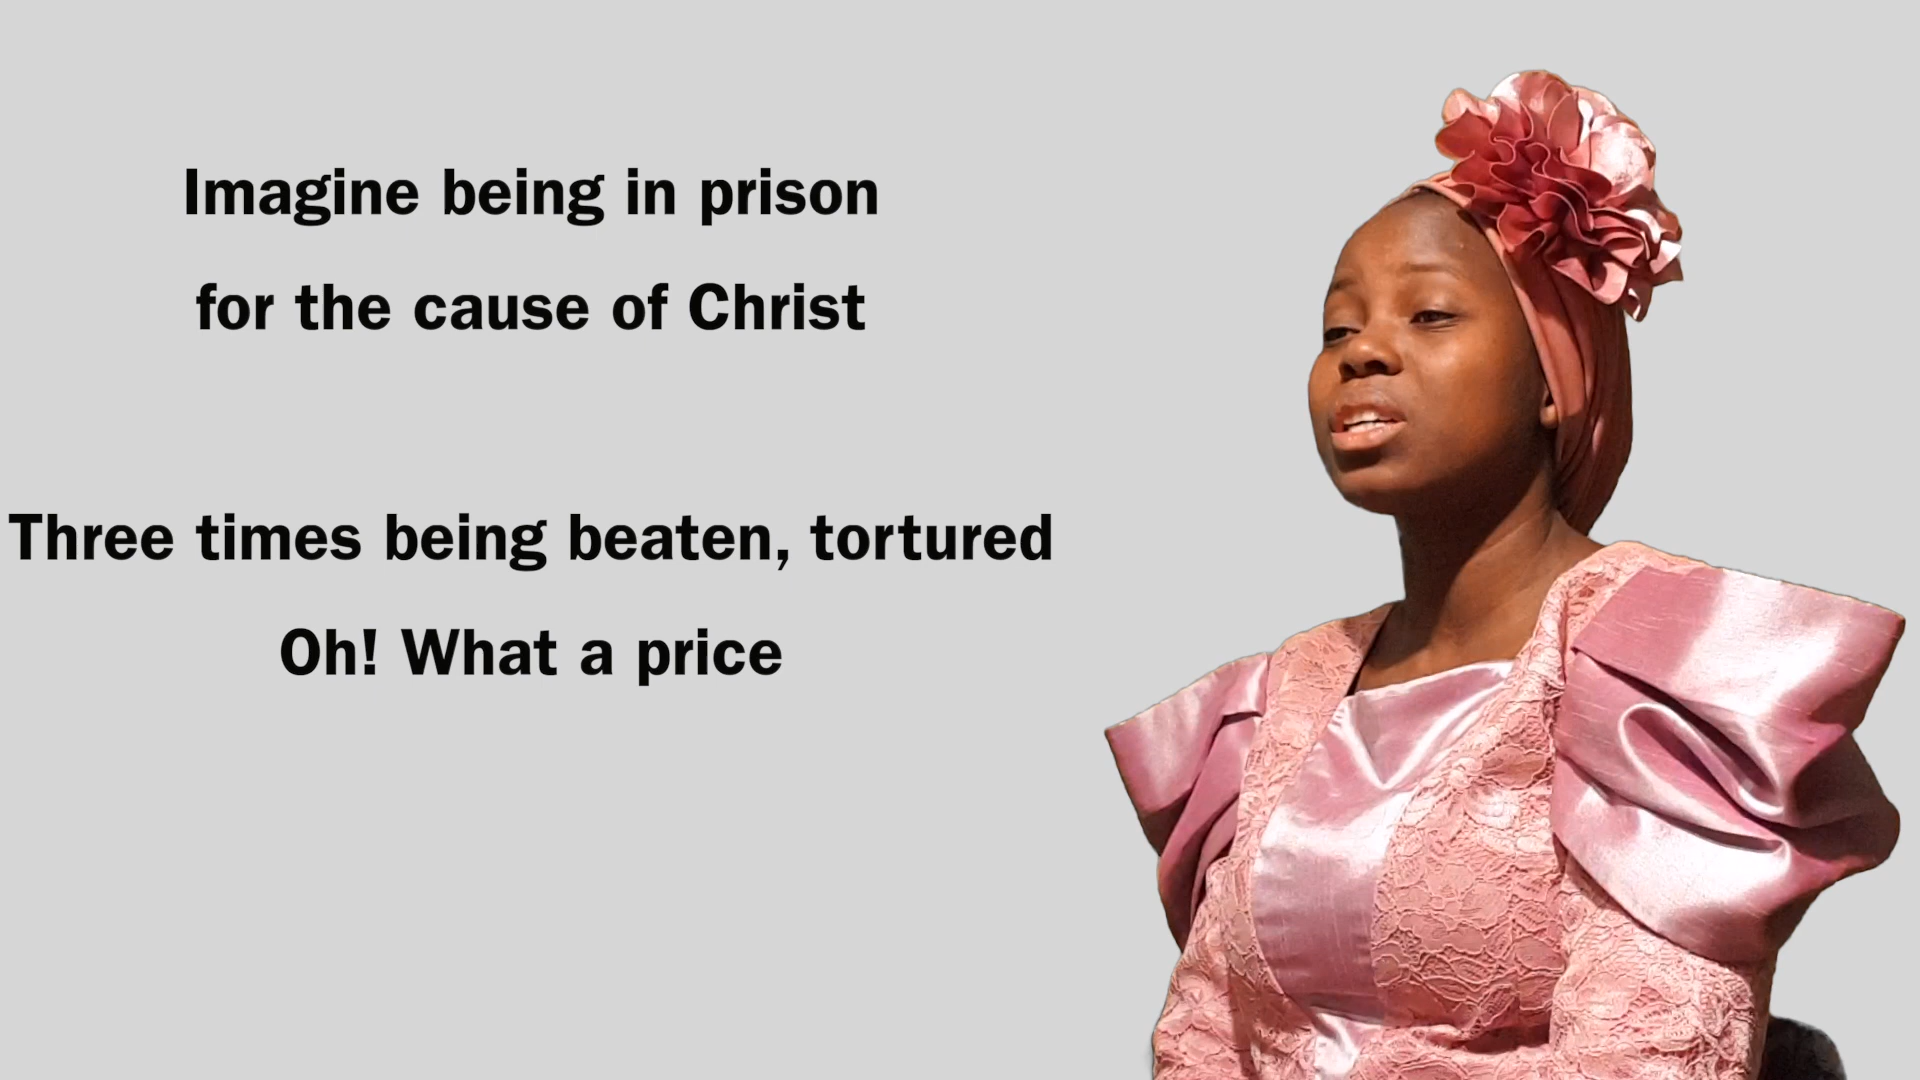 Imagine being in prison
for the cause of Christ
Three times being beaten, tortured
Oh! What a price